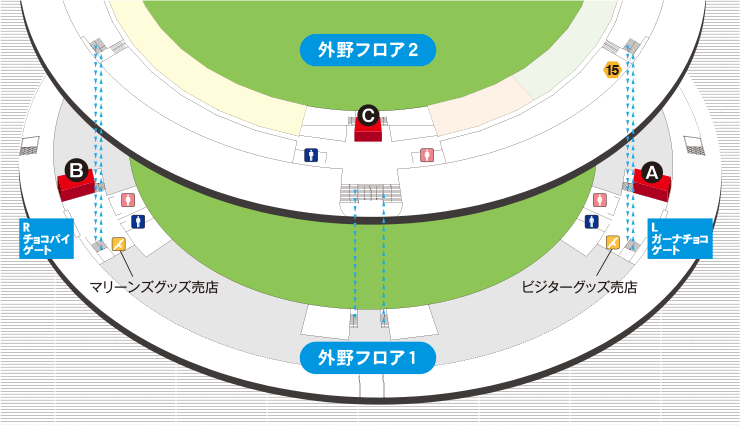 外野フロア2
15
C
B
A
R
チョコパイ
ゲート
L
ガーナチョコ
ゲート
マリーンズグッズ売店
ビジターグッズ売店
外野フロア1